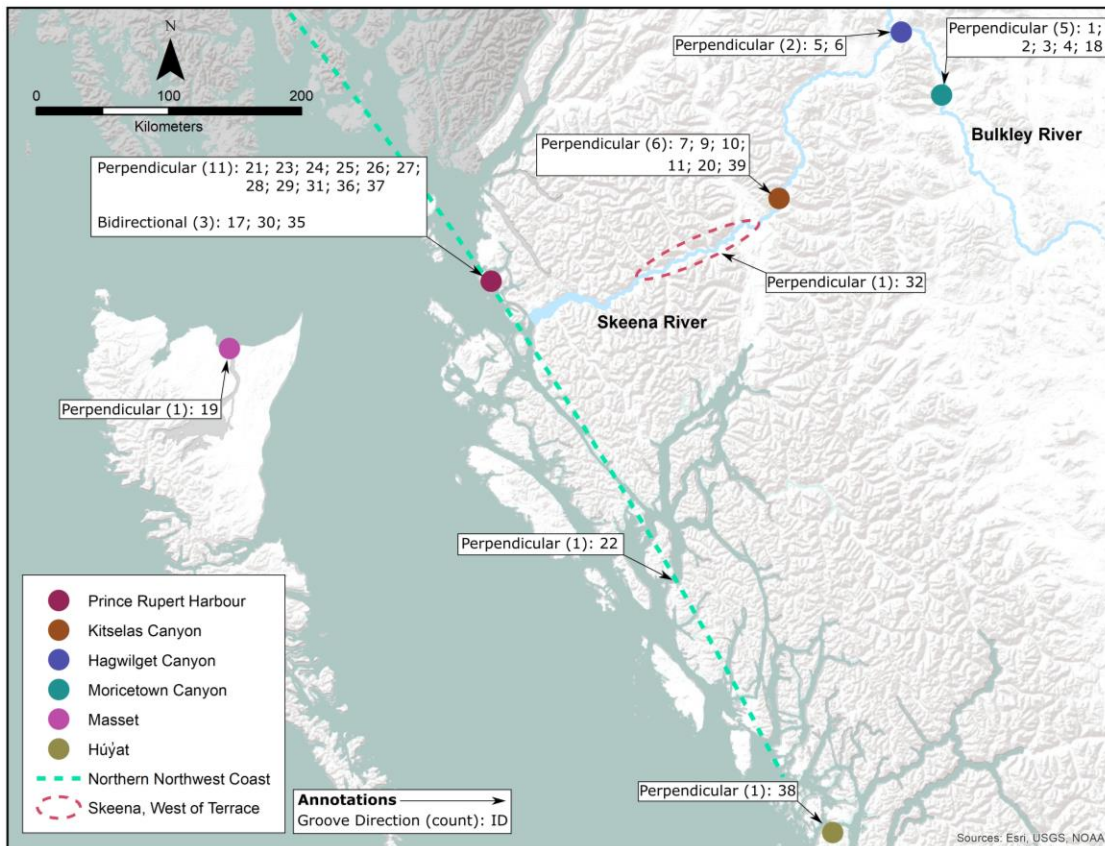 N
0 100 200
Kilometers
Perpendicular (2): 5; 6
Perpendicular (5): 1;
2; 3; 4; 18
Bulkley River
Perpendicular (6): 7; 9; 10;
11; 20; 39
Perpendicular (11): 21; 23; 24; 25; 26; 27;
28; 29; 31; 36; 37
Bidirectional (3): 17; 30; 35
Perpendicular (1): 32
Skeena River
Perpendicular (1): 19
Perpendicular (1): 22
Perpendicular (1): 38
Prince Rupert Harbour
Kitselas Canyon
Hagwilget Canyon
Moricetown Canyon
Masset
Húy̓at
Northern Northwest Coast
Skeena, West of Terrace
Annotations
Groove Direction (count): ID
Sources: Esri, USGS, NOAA